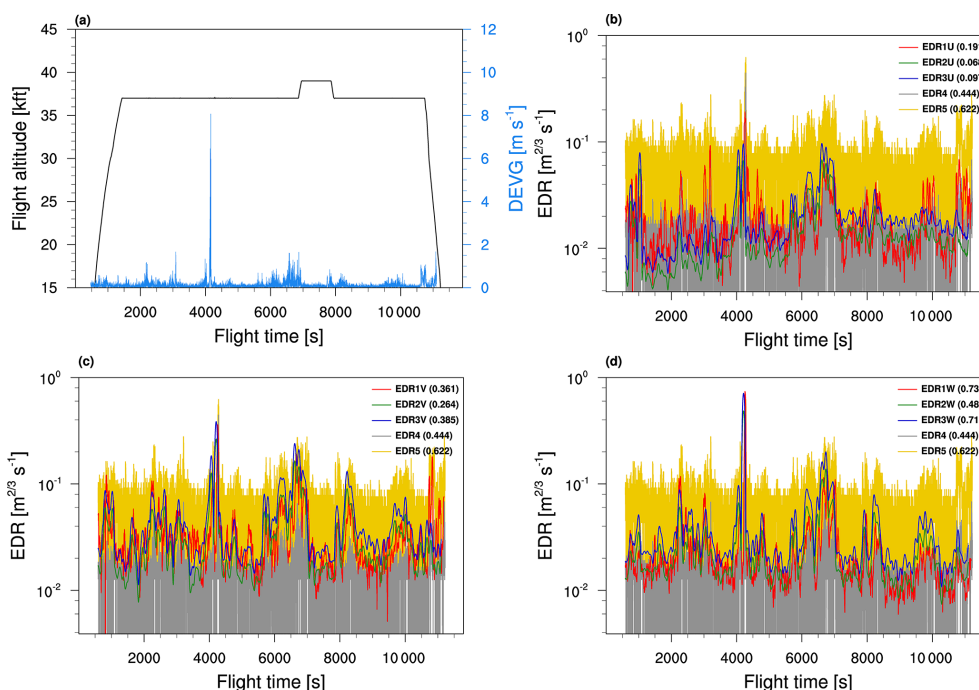 (a)
45
40
35
30
25
20
15
Flight altitude [kft]
12
10
8
6
4
2
0
DEVG [m s-1]
2000 4000 6000 8000 10 000
Flight time [s]
(b)
10^0
10^-1
10^-2
EDR [m^2/3 s^-1]
EDR1U (0.19
EDR2U (0.06
EDR3U (0.09
EDR4 (0.444)
EDR5 (0.622)
2000 4000 6000 8000 10 000
Flight time [s]
(c)
10^0
10^-1
10^-2
EDR [m^2/3 s^-1]
EDR1V (0.361)
EDR2V (0.264)
EDR3V (0.385)
EDR4 (0.444)
EDR5 (0.622)
2000 4000 6000 8000 10 000
Flight time [s]
(d)
10^0
10^-1
10^-2
EDR [m^2/3 s^-1]
EDR1W (0.73
EDR2W (0.48
EDR3W (0.71
EDR4 (0.444)
EDR5 (0.622)
2000 4000 6000 8000 10 000
Flight time [s]